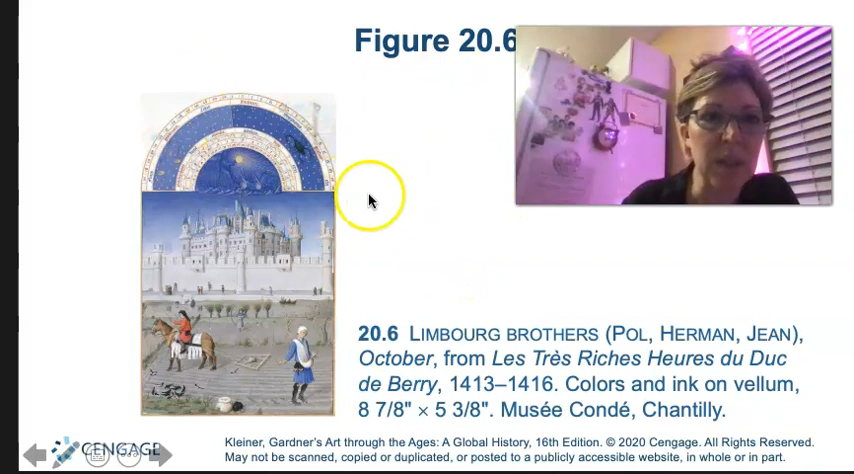 Figure 20.6
20.6 LIMBOURG BROTHERS (POL, HERMAN, JEAN),
October, from Les Très Riches Heures du Duc
de Berry, 1413–1416. Colors and ink on vellum,
8 7/8" × 5 3/8". Musée Condé, Chantilly.
CENGAGE
Kleiner, Gardner's Art through the Ages: A Global History, 16th Edition. © 2020 Cengage. All Rights Reserved.
May not be scanned, copied or duplicated, or posted to a publicly accessible website, in whole or in part.